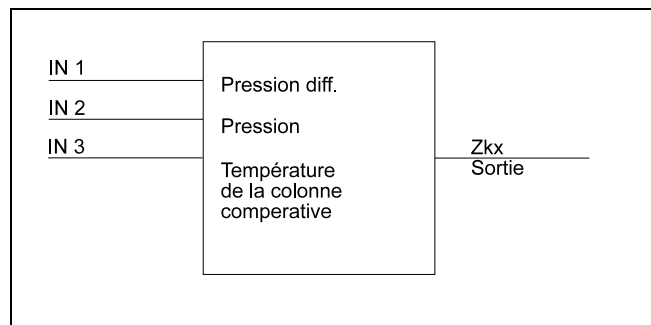 IN 1
Pression diff.
IN 2
Pression
IN 3
Température
de la colonne
comperative
Zkx
Sortie